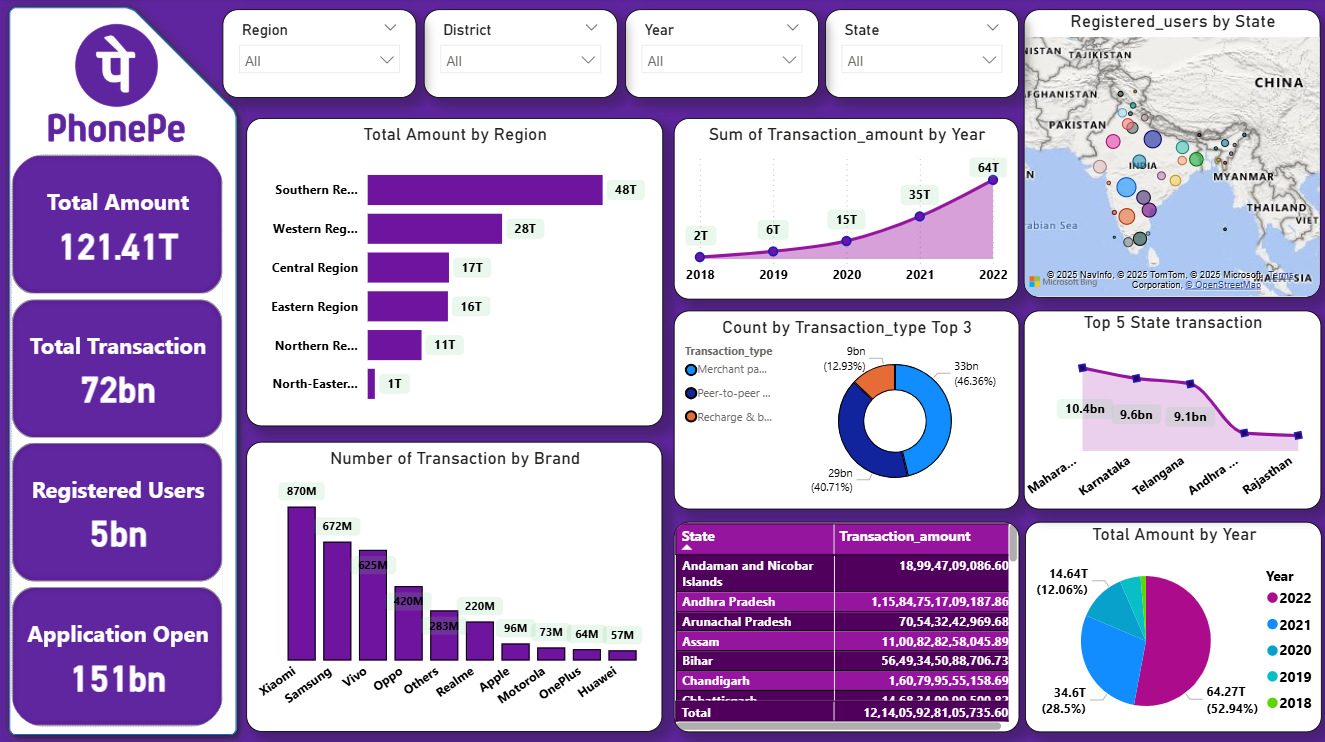 पे
PhonePe
Total Amount
121.41T
Total Transaction
72bn
Registered Users
5bn
Application Open
151bn
Region
All
District
All
Year
All
State
All
Total Amount by Region
Southern Re...
48T
Western Reg...
28T
Central Region
17T
Eastern Region
16T
Northern Re...
11T
North-Easter...
1T
Sum of Transaction_amount by Year
2T
6T
15T
35T
64T
2018
2019
2020
2021
2022
Registered_users by State
NISTAN
TAJIKISTAN
CHINA
AFGHANISTAN
PAKISTAN
INDIA
MYANMAR
THAILAND
VIET
rabian Sea
© 2025 NavInfo, © 2025 TomTom, © 2025 Microsoft
Corporation, © OpenStreetMap
Terms
Microsoft Bing
Number of Transaction by Brand
870M
672M
625M
420M
283M
220M
96M
73M
64M
57M
Xiaomi
Samsung
Vivo
Oppo
Others
Realme
Apple
Motorola
OnePlus
Huawei
Count by Transaction_type Top 3
Transaction_type
Merchant pa...
Peer-to-peer ...
Recharge & b...
9bn
(12.93%)
33bn
(46.36%)
29bn
(40.71%)
Top 5 State transaction
10.4bn
9.6bn
9.1bn
Mahara...
Karnataka
Telangana
Andhra ...
Rajasthan
State Transaction_amount
Andaman and Nicobar 18,99,47,09,086.60
Islands
Andhra Pradesh 1,15,84,75,17,09,187.86
Arunachal Pradesh 70,54,32,42,969.68
Assam 11,00,82,82,58,045.89
Bihar 56,49,34,50,88,706.73
Chandigarh 1,60,79,95,55,158.69
Total 12,14,05,92,81,05,735.60
Total Amount by Year
14.64T
(12.06%)
34.6T
(28.5%)
64.27T
(52.94%)
Year
2022
2021
2020
2019
2018